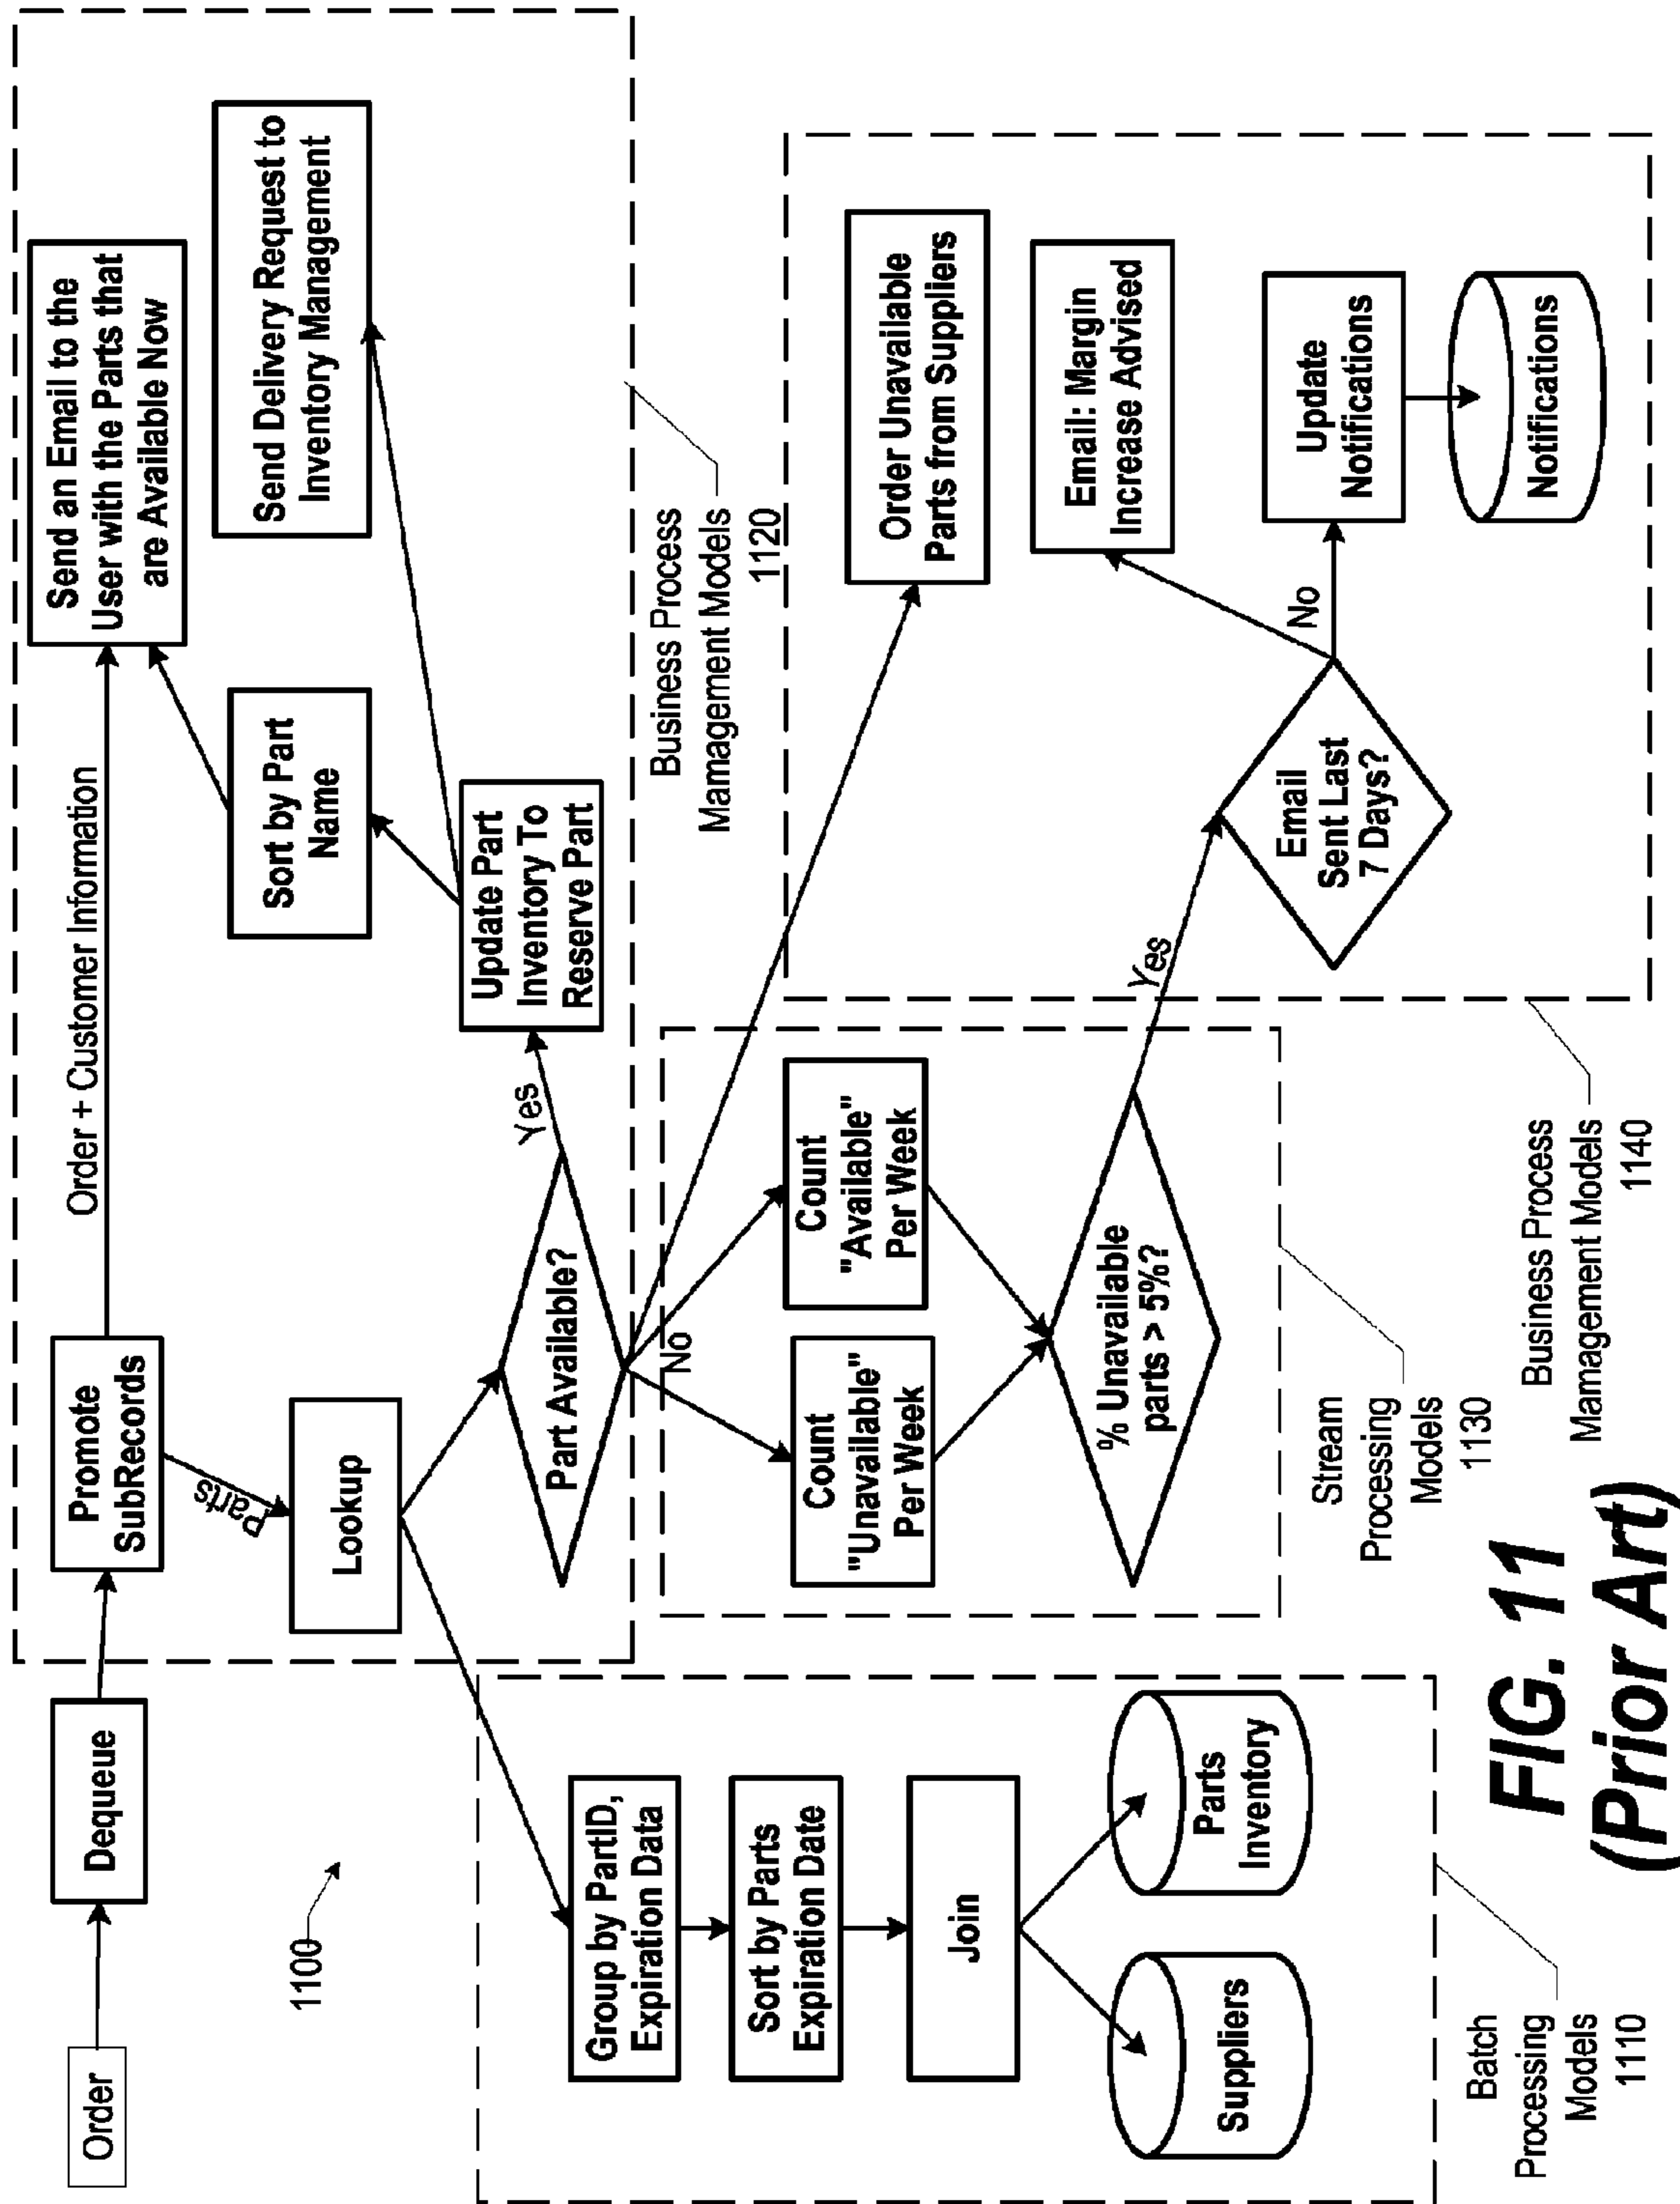 Order
Dequeue
Promote
SubRecords
Order + Customer Information
Send an Email to the
User with the Parts that
are Available Now
Parts
Lookup
Sort by Part
Name
Send Delivery Request to
Inventory Management
Part Available?
Yes
Update Part
Inventory To
Reserve Part
No
Business Process
Mamagement Models
1120
1100
Group by PartID,
Expiration Data
Sort by Parts
Expiration Date
Join
Suppliers
Parts
Inventory
Batch
Processing
Models
1110
Count
"Unavailable"
Per Week
Count
"Available"
Per Week
% Unavailable
parts > 5%?
Yes
Stream
Processing
Models
1130
Order Unavailable
Parts from Suppliers
Email: Margin
Increase Advised
Email
Sent Last
7 Days?
No
Update
Notifications
Notifications
Business Process
Mamagement Models
1140
FIG. 11
(Prior Art)